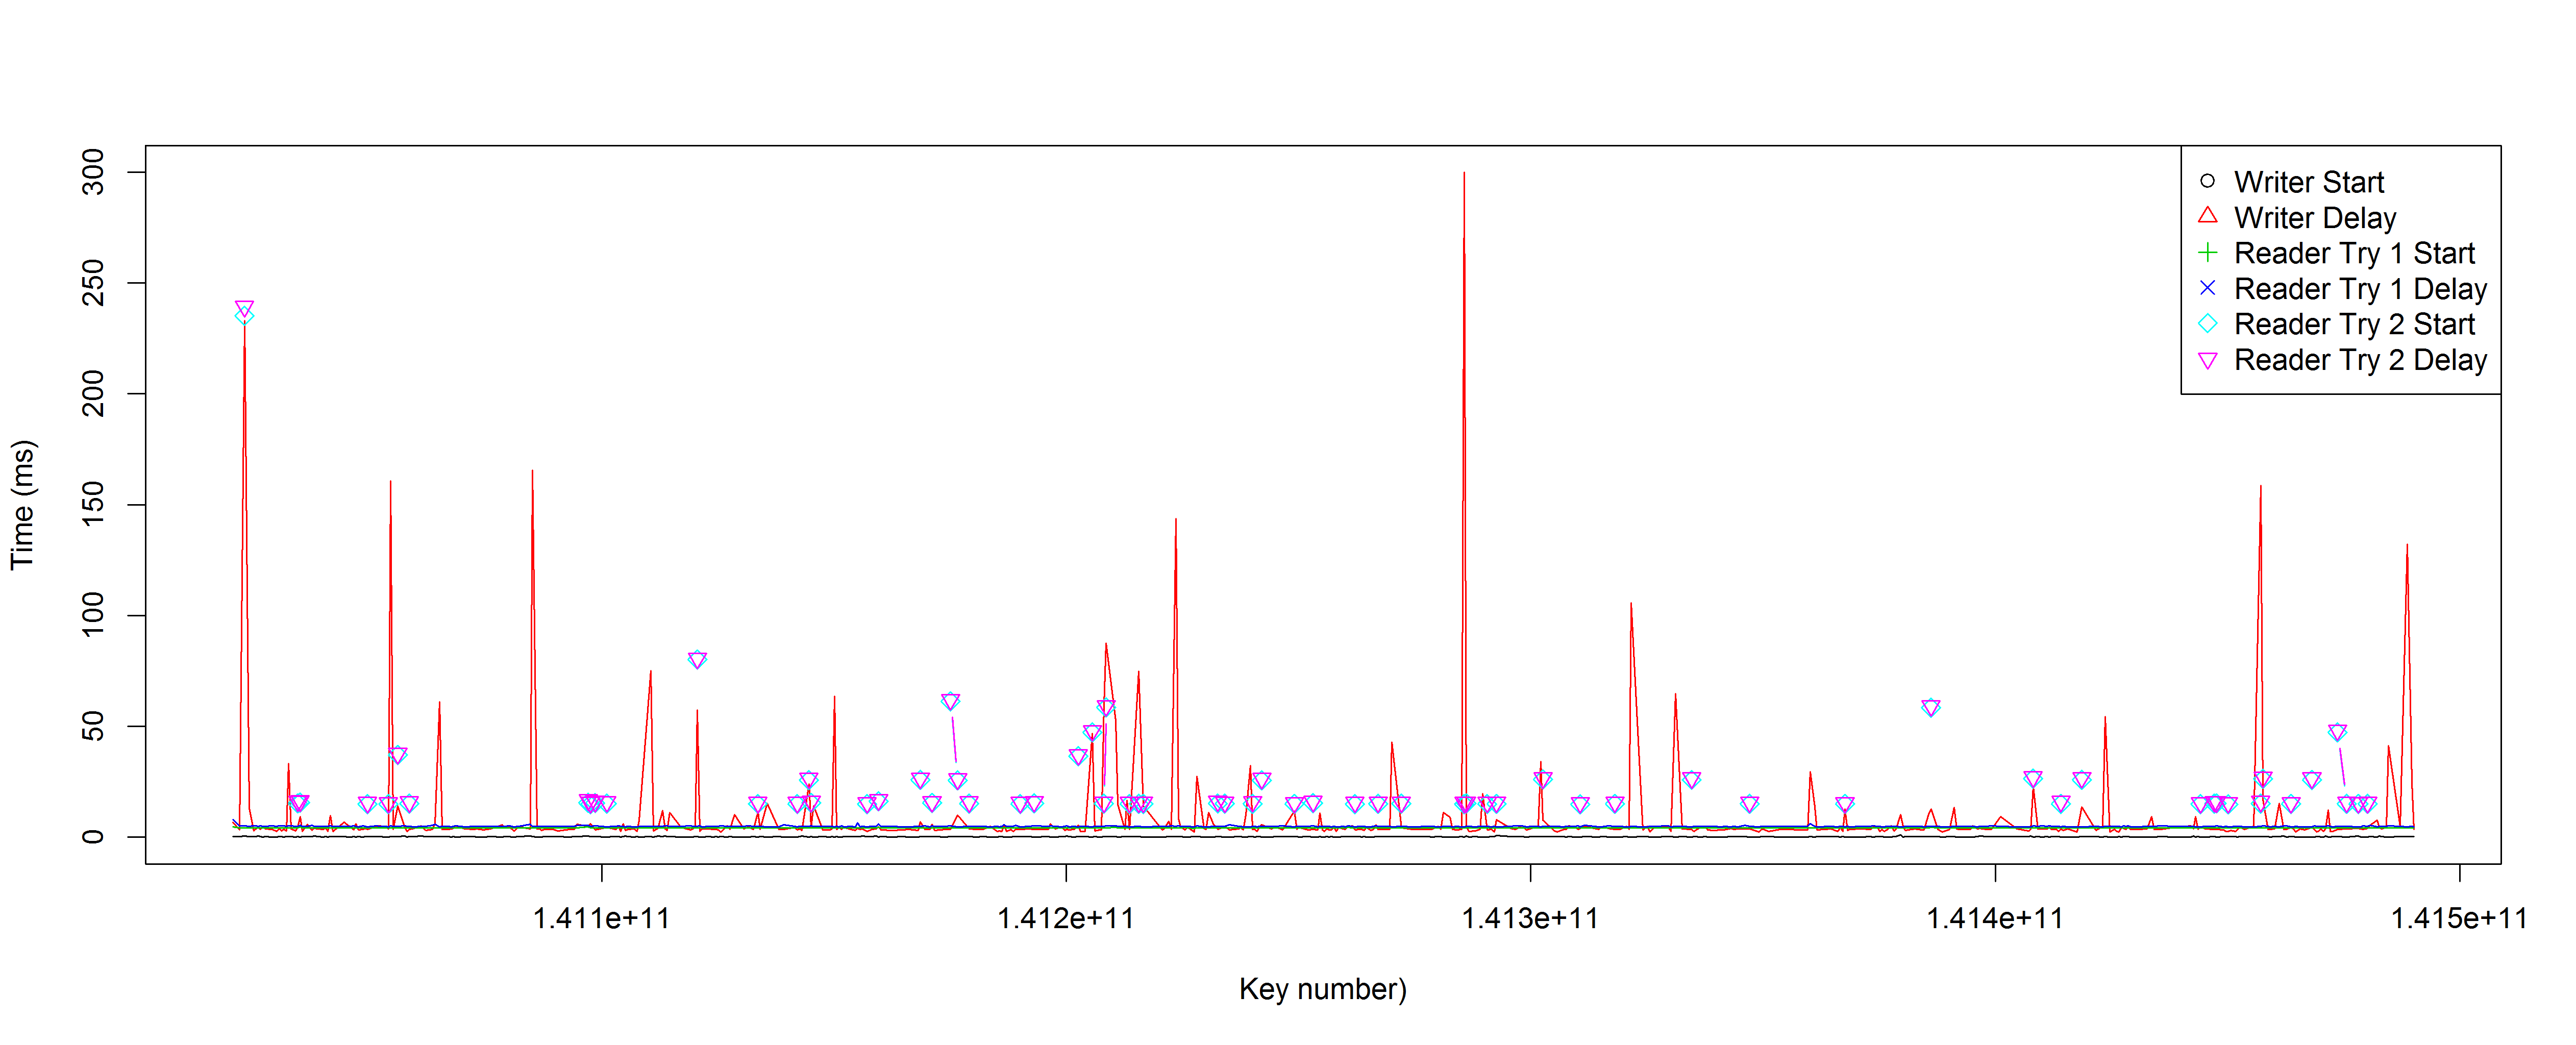 Time (ms)
300
250
200
150
100
50
0
Writer Start
Writer Delay
Reader Try 1 Start
Reader Try 1 Delay
Reader Try 2 Start
Reader Try 2 Delay
1.411e+11 1.412e+11 1.413e+11 1.414e+11 1.415e+11
Key number)